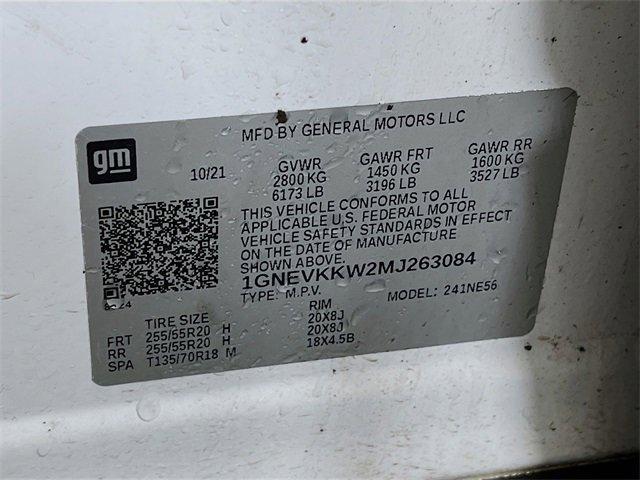 MFD BY GENERAL MOTORS LLC
gm
10/21
GVWR GAWR FRT GAWR RR
2800 KG 1450 KG 1600 KG
6173 LB 3196 LB 3527 LB
THIS VEHICLE CONFORMS TO ALL
APPLICABLE U.S. FEDERAL MOTOR
VEHICLE SAFETY STANDARDS IN EFFECT
ON THE DATE OF MANUFACTURE
SHOWN ABOVE.
1GNEVKKW2MJ263084
TYPE: M.P.V. MODEL: 241NE56
TIRE SIZE RIM
FRT 255/55R20 H 20X8J
RR 255/55R20 H 20X8J
SPA T135/70R18 M 18X4.5B